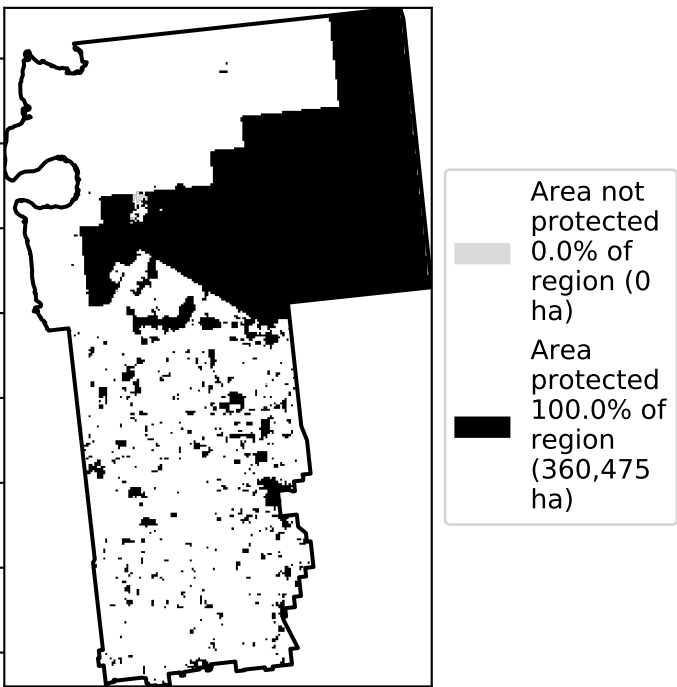 Area not
protected
0.0% of
region (0
ha)
Area
protected
100.0% of
region
(360,475
ha)